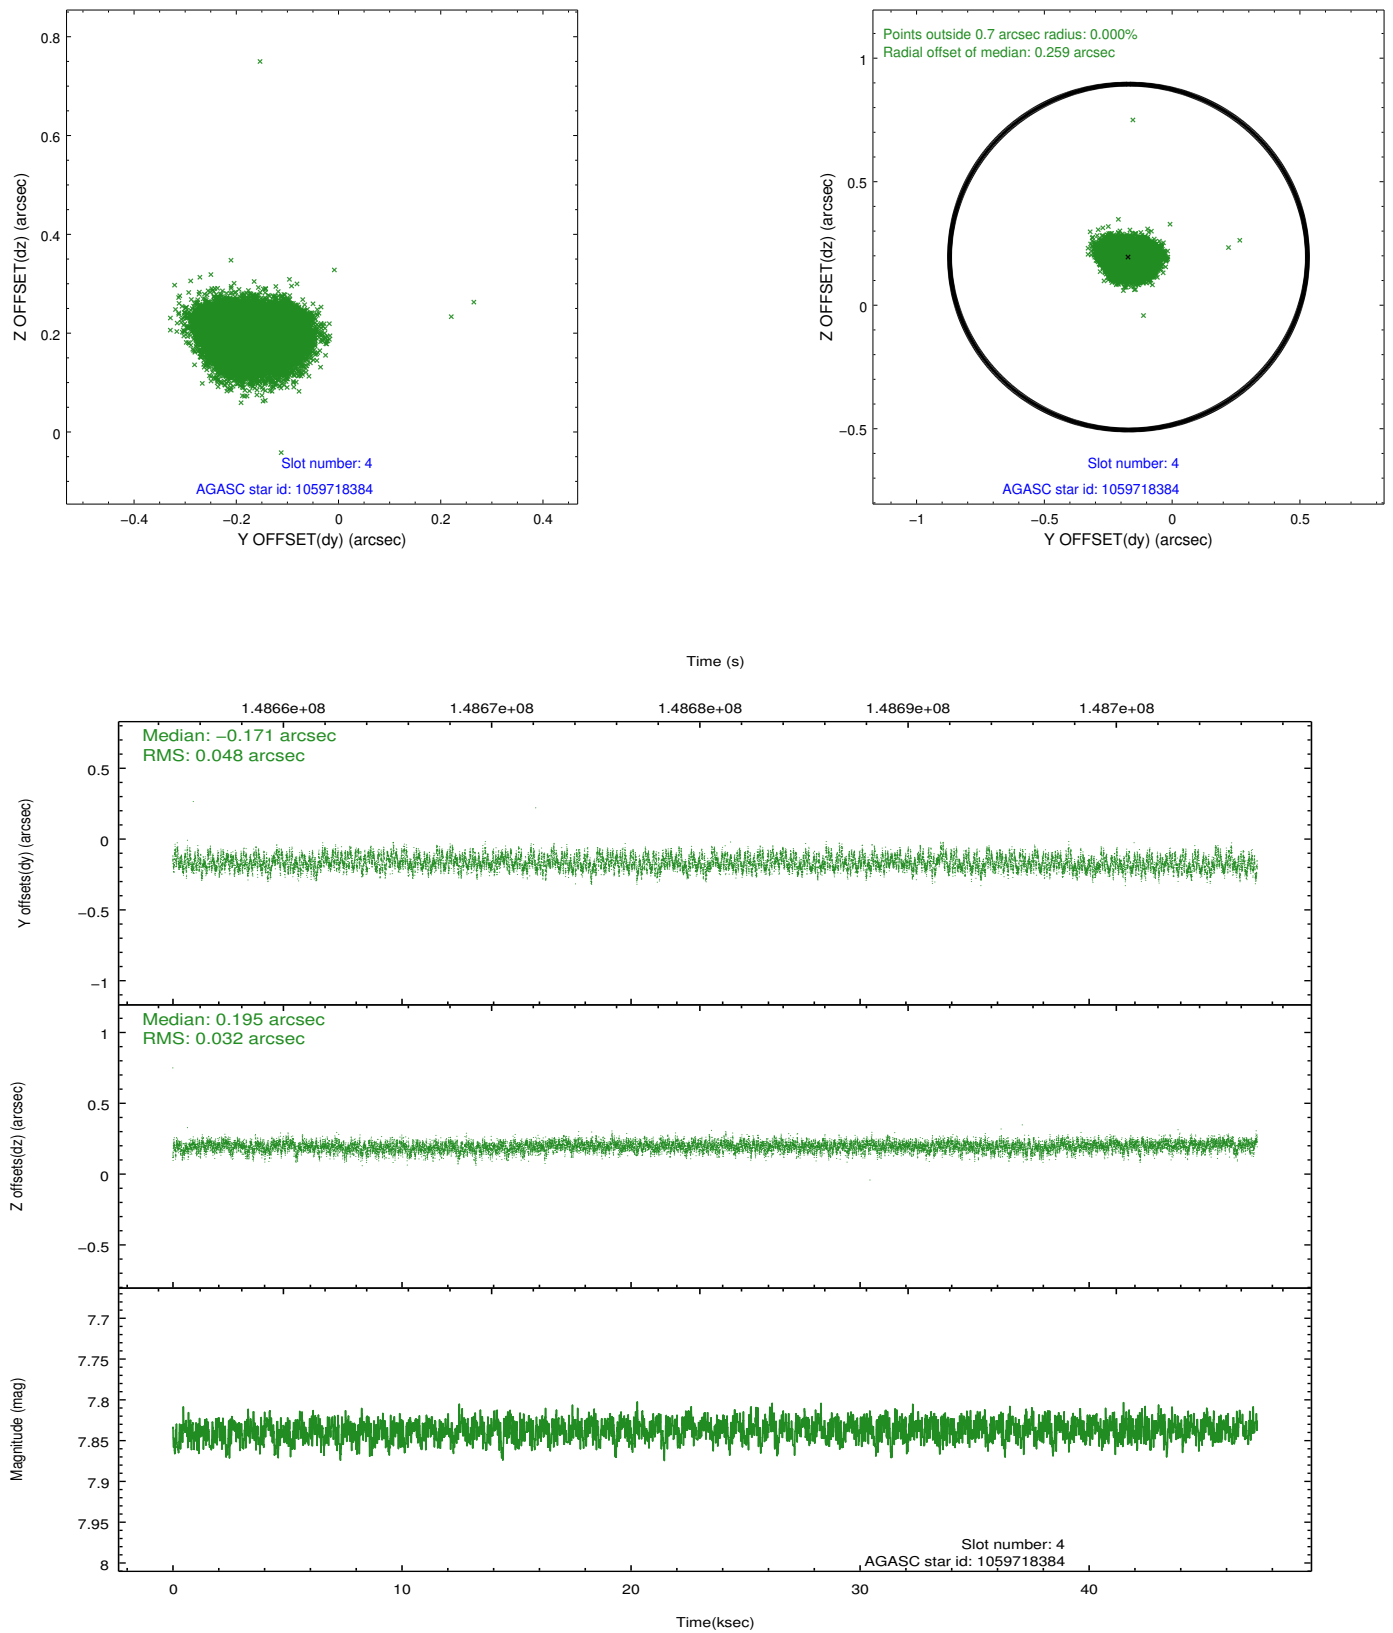 0.8
0.6
0.4
0.2
0
−0.4
−0.2
0
0.2
0.4
Z OFFSET(dz) (arcsec)
Y OFFSET(dy) (arcsec)
Slot number: 4
AGASC star id: 1059718384
Points outside 0.7 arcsec radius: 0.000%
Radial offset of median: 0.259 arcsec
1
0.5
0
−0.5
−1
−0.5
0
0.5
Z OFFSET(dz) (arcsec)
Y OFFSET(dy) (arcsec)
Slot number: 4
AGASC star id: 1059718384
Time (s)
1.4866e+08
1.4867e+08
1.4868e+08
1.4869e+08
1.487e+08
Median: −0.171 arcsec
RMS: 0.048 arcsec
0.5
0
−0.5
−1
Y offsets(dy) (arcsec)
Median: 0.195 arcsec
RMS: 0.032 arcsec
1
0.5
0
−0.5
Z offsets(dz) (arcsec)
7.7
7.75
7.8
7.85
7.9
7.95
8
Magnitude (mag)
Slot number: 4
AGASC star id: 1059718384
0
10
20
30
40
Time(ksec)